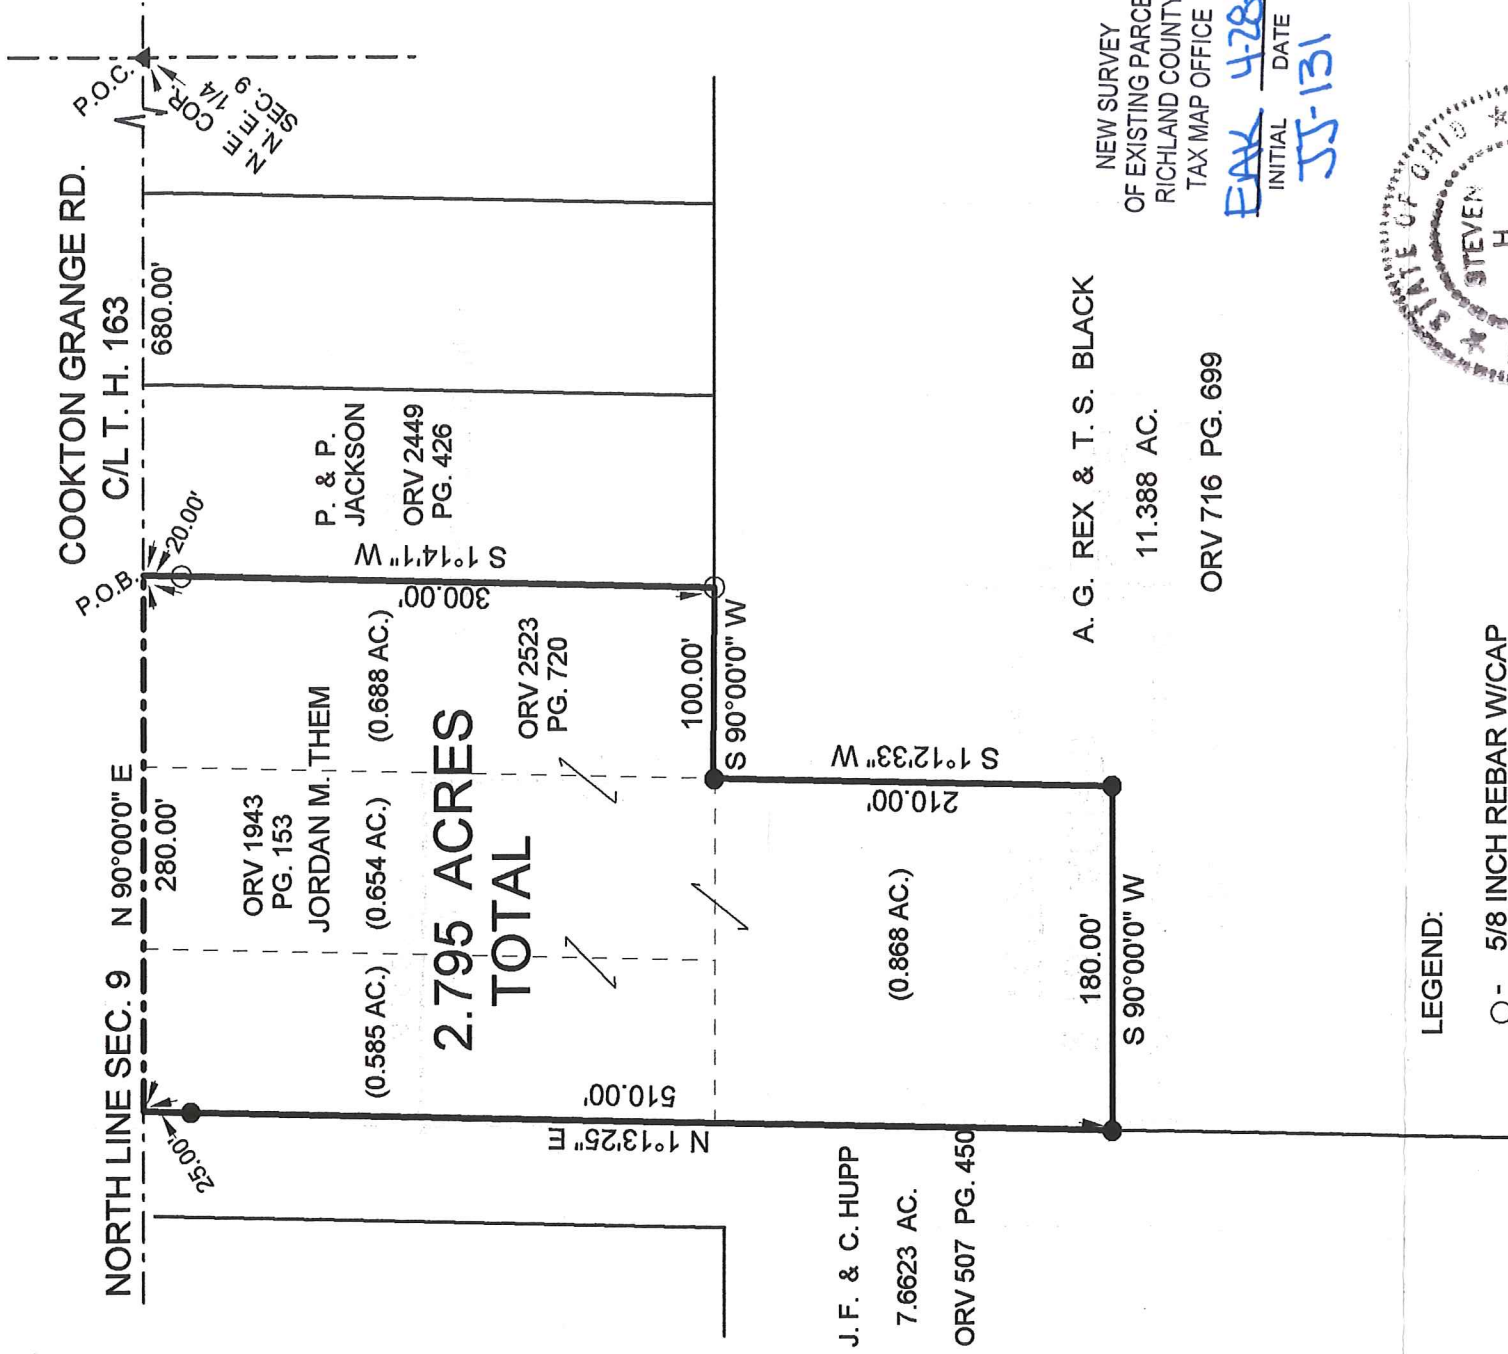 COOKTON GRANGE RD.
C/L T. H. 163
680.00'
P.O.C.
N.E. COR.
N.E. 1/4
SEC. 9
NORTH LINE SEC. 9
N 90°00'0" E
280.00'
P.O.B.
20.00'
25.00'
P. & P.
JACKSON
ORV 2449
PG. 426
S 1°14'1" W
300.00'
ORV 1943
PG. 153
JORDAN M. THEM
(0.585 AC.)
(0.654 AC.)
(0.688 AC.)
2.795 ACRES
TOTAL
ORV 2523
PG. 720
100.00'
S 90°00'0" W
S 1°12'33" W
210.00'
(0.868 AC.)
180.00'
S 90°00'0" W
510.00'
N 1°13'25" E
J. F. & C. HUPP
7.6623 AC.
ORV 507 PG. 450
A. G. REX & T. S. BLACK
11.388 AC.
ORV 716 PG. 699
NEW SURVEY
OF EXISTING PARCE
RICHLAND COUNTY
TAX MAP OFFICE
EAK 4-28-
INITIAL DATE
JJ-131
STATE OF OHIO
STEVEN
H
LEGEND:
O - 5/8 INCH REBAR W/CAP